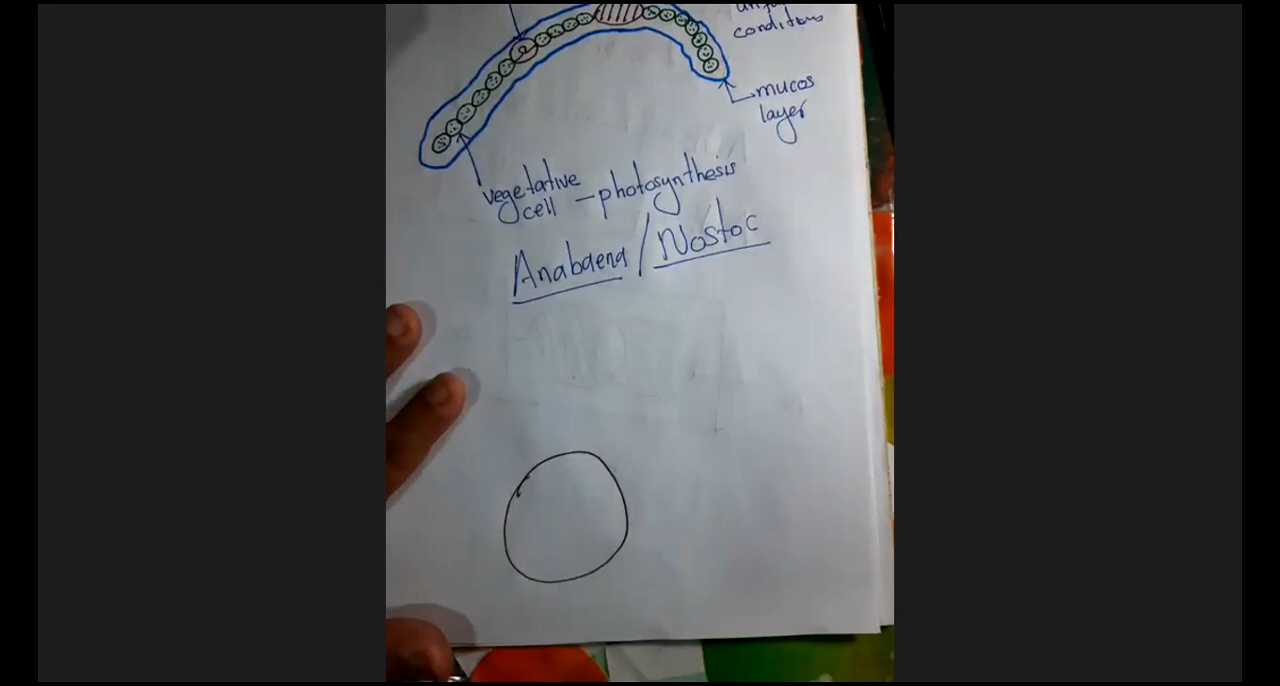 conditions
mucos
layer
vegetative
cell – photosynthesis
Anabaena / Nostoc